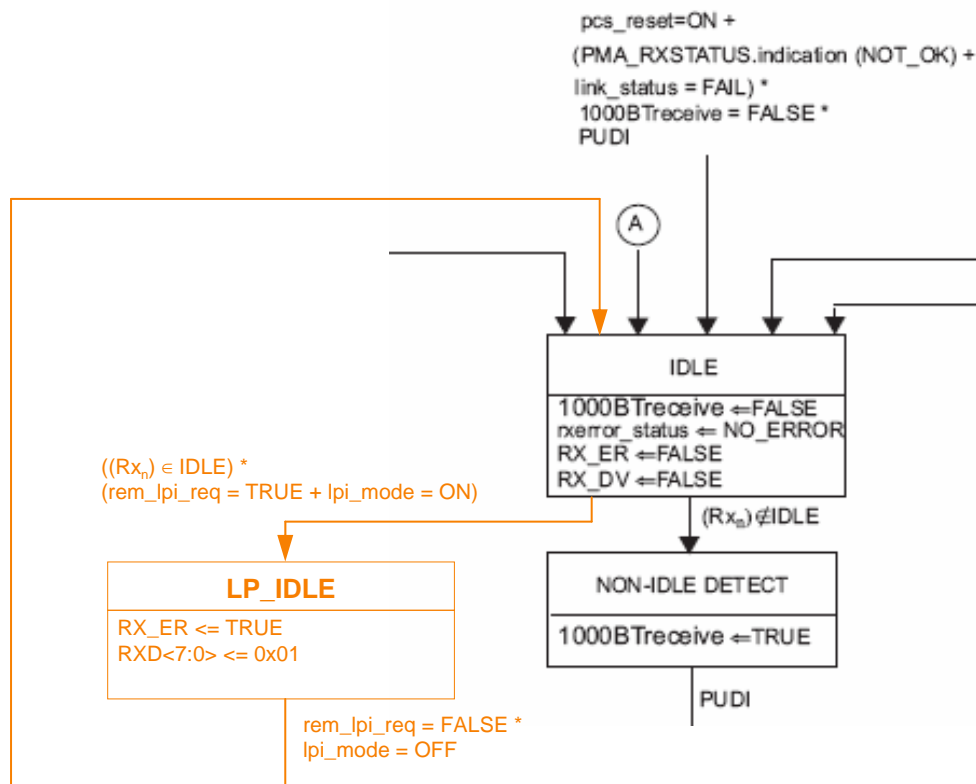 pcs_reset=ON +
(PMA_RXSTATUS.indication (NOT_OK) +
link_status = FAIL) *
1000BTreceive = FALSE *
PUDI
A
IDLE
1000BTreceive ⇐FALSE
rxerror_status ⇐ NO_ERROR
RX_ER ⇐FALSE
RX_DV ⇐FALSE
((Rxₙ) ∈ IDLE) *
(rem_lpi_req = TRUE + lpi_mode = ON)
(Rxₙ)∉IDLE
LP_IDLE
RX_ER <= TRUE
RXD<7:0> <= 0x01
NON-IDLE DETECT
1000BTreceive ⇐TRUE
PUDI
rem_lpi_req = FALSE *
lpi_mode = OFF